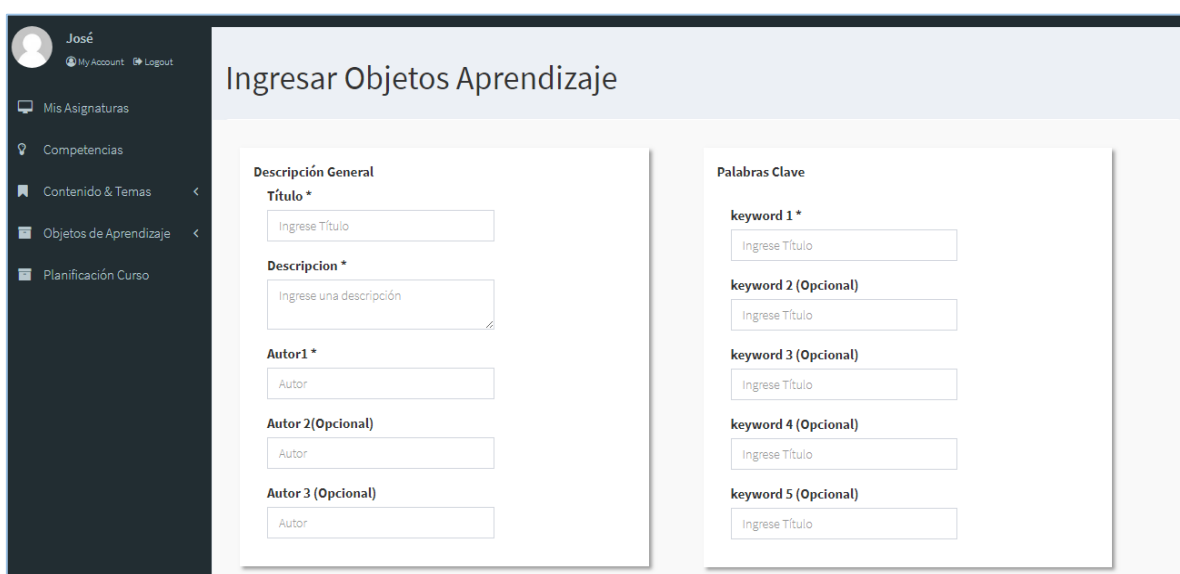 José
My Account Logout
Mis Asignaturas
Competencias
Contenido & Temas
Objetos de Aprendizaje
Planificación Curso
Ingresar Objetos Aprendizaje
Descripción General
Título *
Ingrese Título
Descripcion *
Ingrese una descripción
Autor1 *
Autor
Autor 2(Opcional)
Autor
Autor 3 (Opcional)
Autor
Palabras Clave
keyword 1 *
Ingrese Título
keyword 2 (Opcional)
Ingrese Título
keyword 3 (Opcional)
Ingrese Título
keyword 4 (Opcional)
Ingrese Título
keyword 5 (Opcional)
Ingrese Título